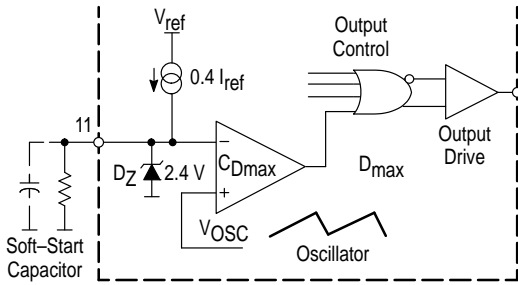 Vref
0.4 Iref
Output
Control
11
DZ
2.4 V
−
CDmax
+
Dmax
Output
Drive
VOSC
Oscillator
Soft–Start
Capacitor